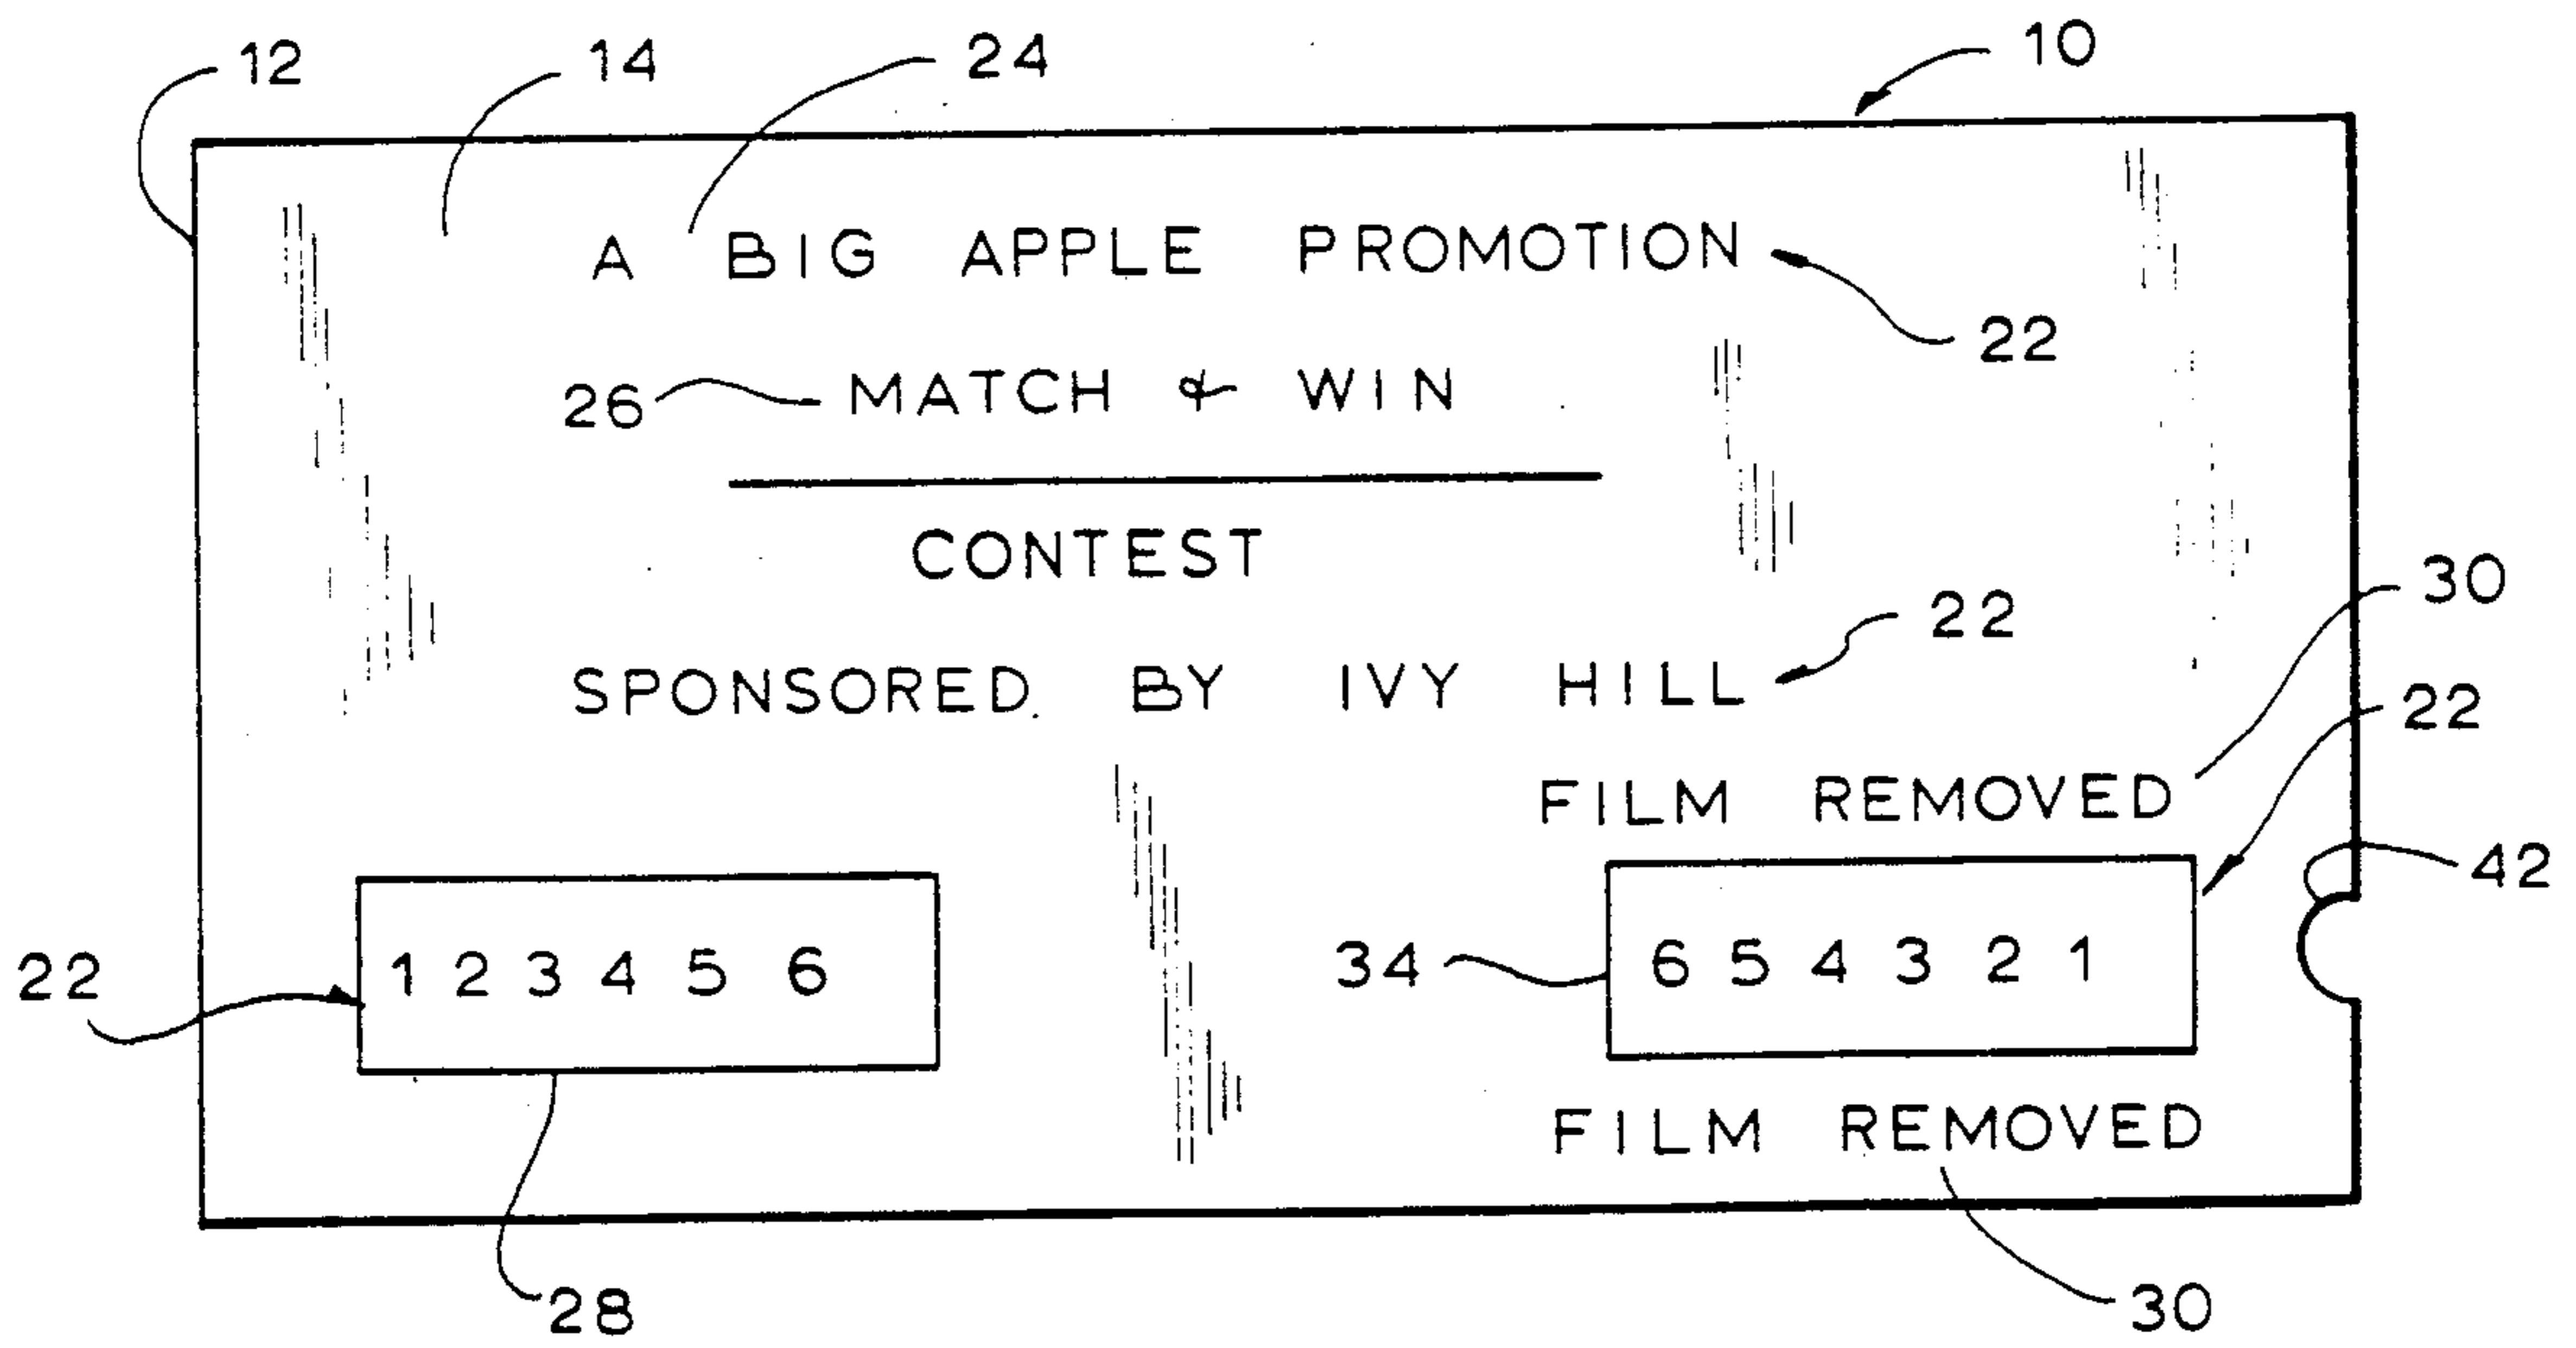 12 14 24 10
A BIG APPLE PROMOTION
22
26 MATCH & WIN
CONTEST
30
22
SPONSORED BY IVY HILL
22
FILM REMOVED
42
22 1 2 3 4 5 6 34 6 5 4 3 2 1
FILM REMOVED
28 30